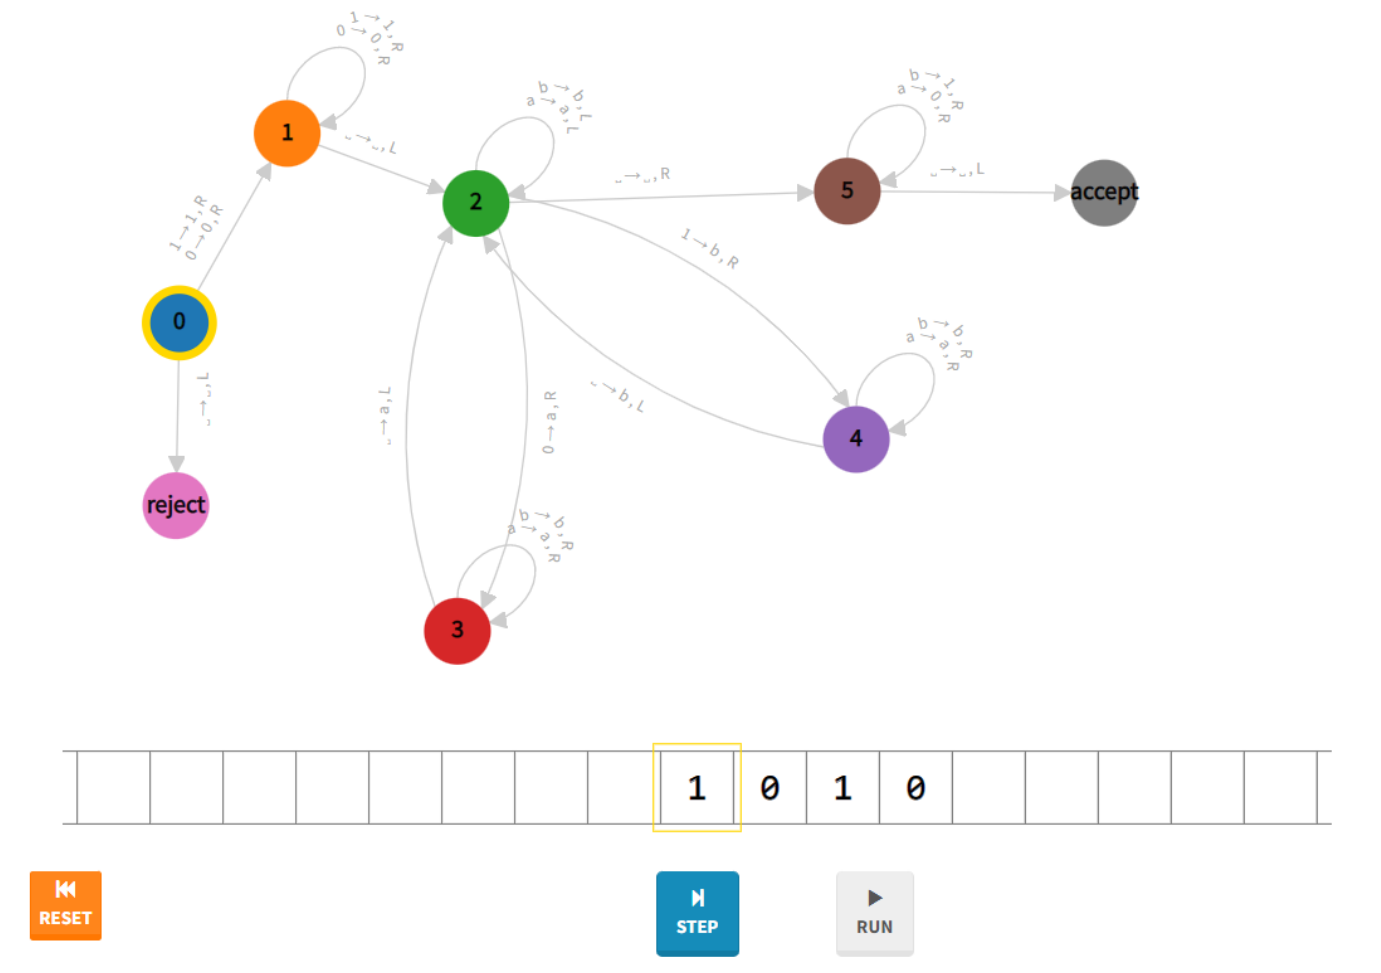 1→1,R
0→0,R
1
␣→␣,L
b→b,L
a→a,L
2
␣→␣,R
b→1,R
a→0,R
5
␣→␣,L
accept
1→1,R
0→0,R
0
␣→␣,L
reject
1→b,R
␣→b,L
b→b,R
a→a,R
4
␣→a,L
0→a,R
b→b,R
a→a,R
3
1 0 1 0
RESET
STEP
RUN